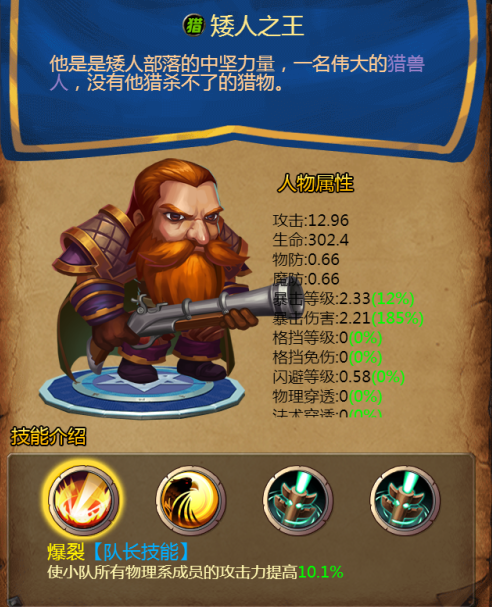 猎 矮人之王
他是是矮人部落的中坚力量，一名伟大的猎兽
人，没有他猎杀不了的猎物。
人物属性
攻击:12.96
生命:302.4
物防:0.66
魔防:0.66
暴击等级:2.33(12%)
暴击伤害:2.21(185%)
格挡等级:0(0%)
格挡免伤:0(0%)
闪避等级:0.58(0%)
物理穿透:0(0%)
法术穿透:0(0%)
技能介绍
爆裂【队长技能】
使小队所有物理系成员的攻击力提高10.1%